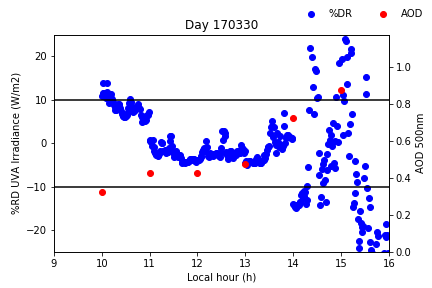 %DR AOD
Day 170330
%RD UVA Irradiance (W/m2)
20
10
0
−10
−20
1.0
0.8
0.6
0.4
0.2
0.0
AOD 500nm
9 10 11 12 13 14 15 16
Local hour (h)